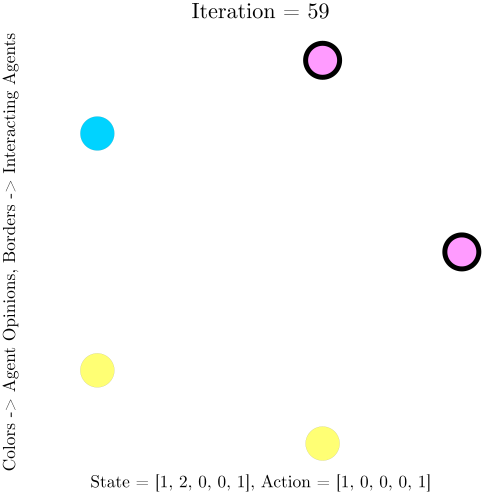 Iteration = 59
Colors -> Agent Opinions, Borders -> Interacting Agents
State = [1, 2, 0, 0, 1], Action = [1, 0, 0, 0, 1]